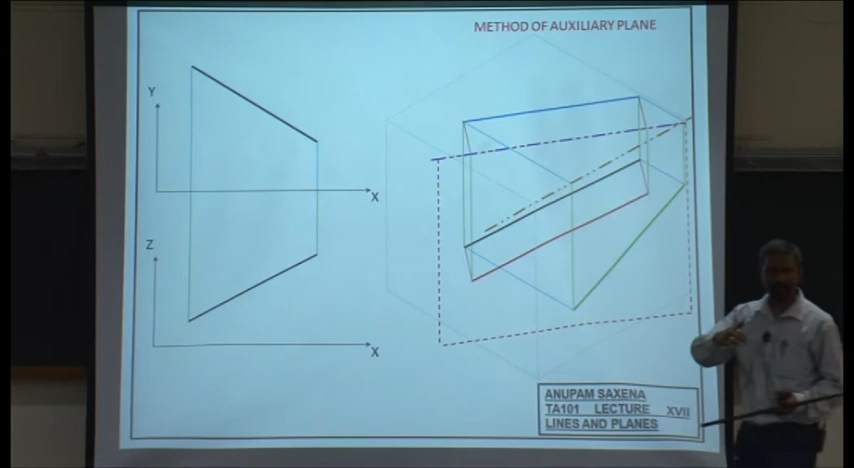 METHOD OF AUXILIARY PLANE
Y
X
Z
X
ANUPAM SAXENA
TA101 LECTURE XVII
LINES AND PLANES